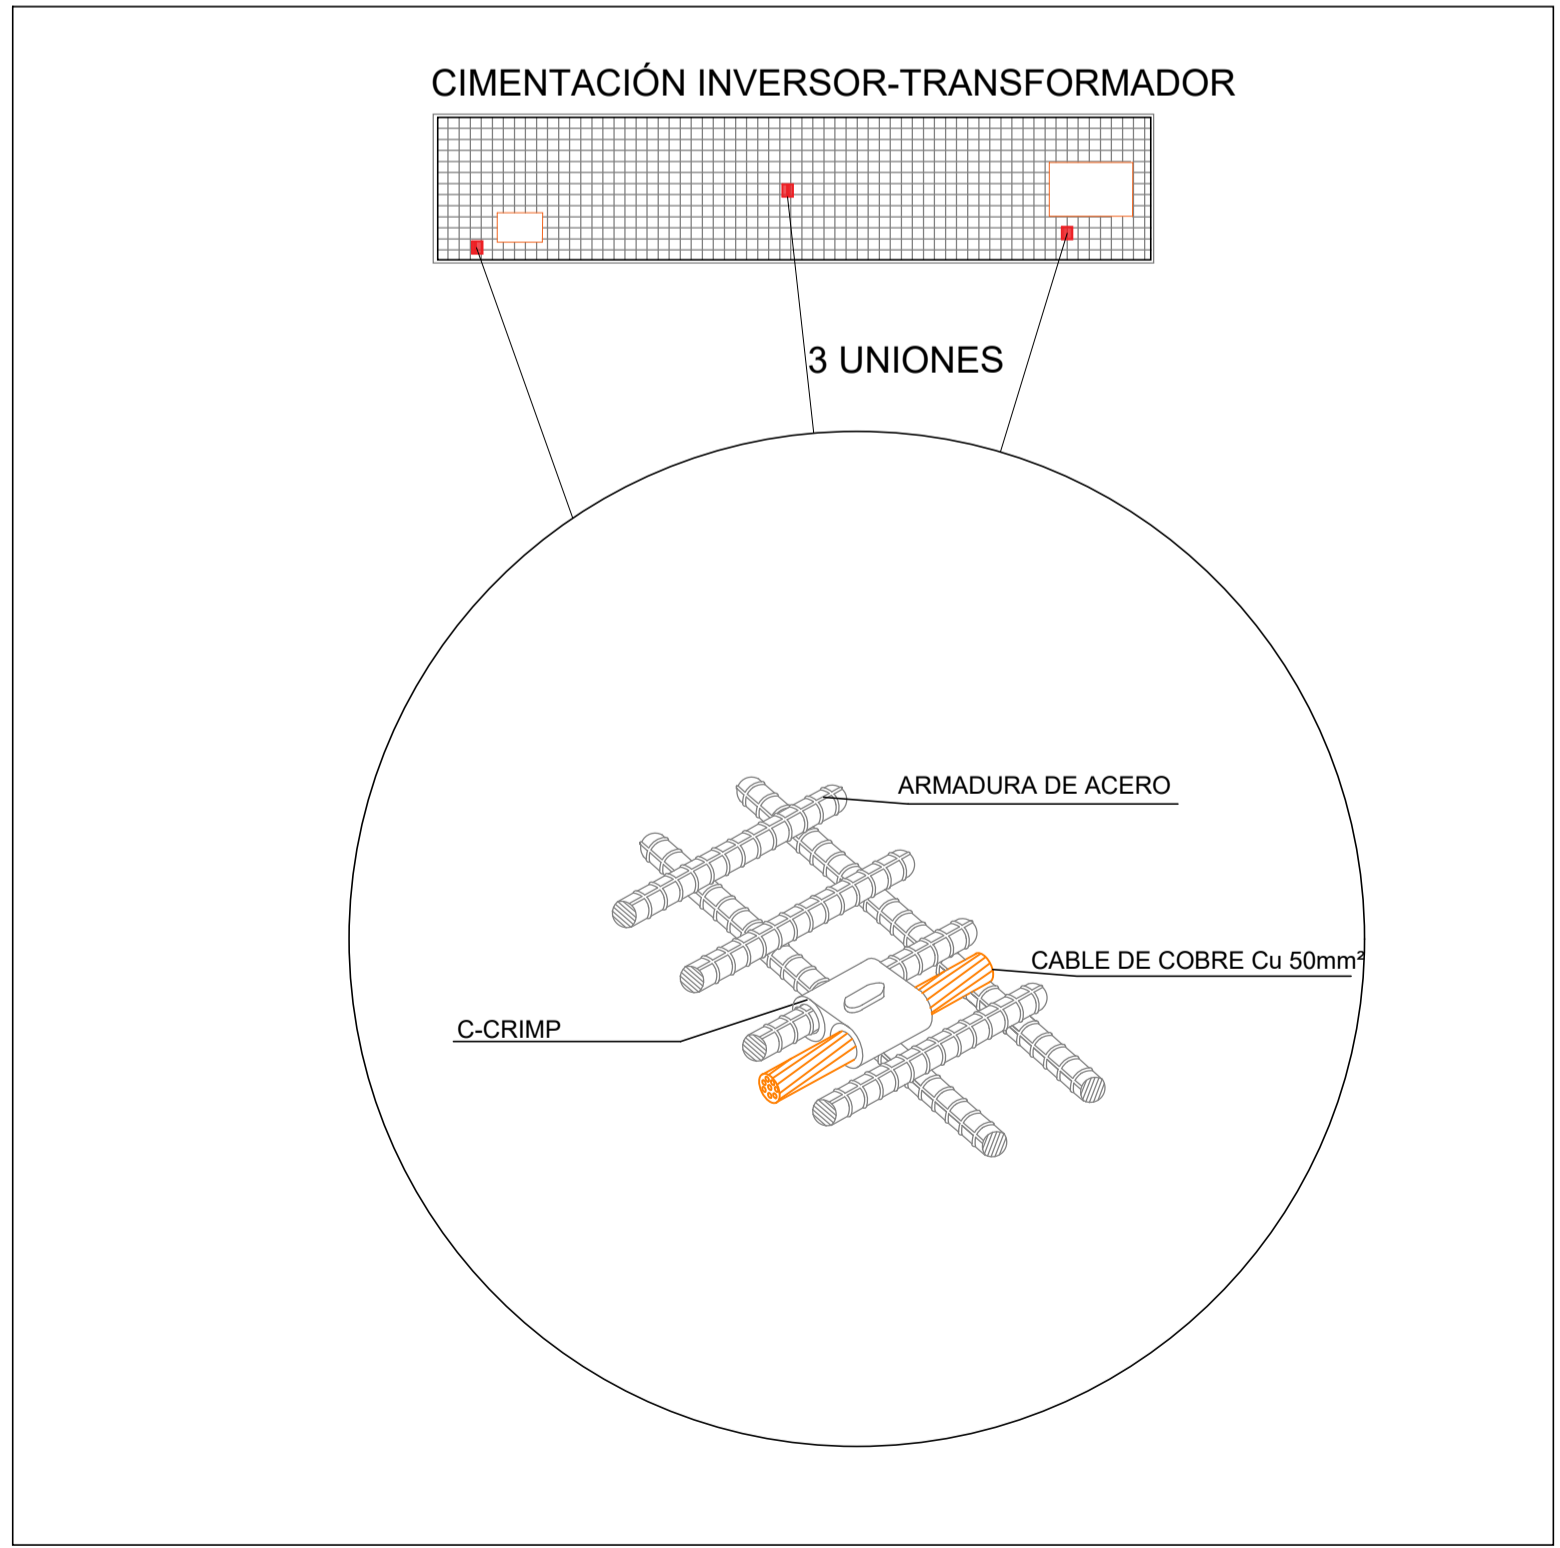 CIMENTACIÓN INVERSOR-TRANSFORMADOR
3 UNIONES
ARMADURA DE ACERO
CABLE DE COBRE Cu 50mm²
C-CRIMP